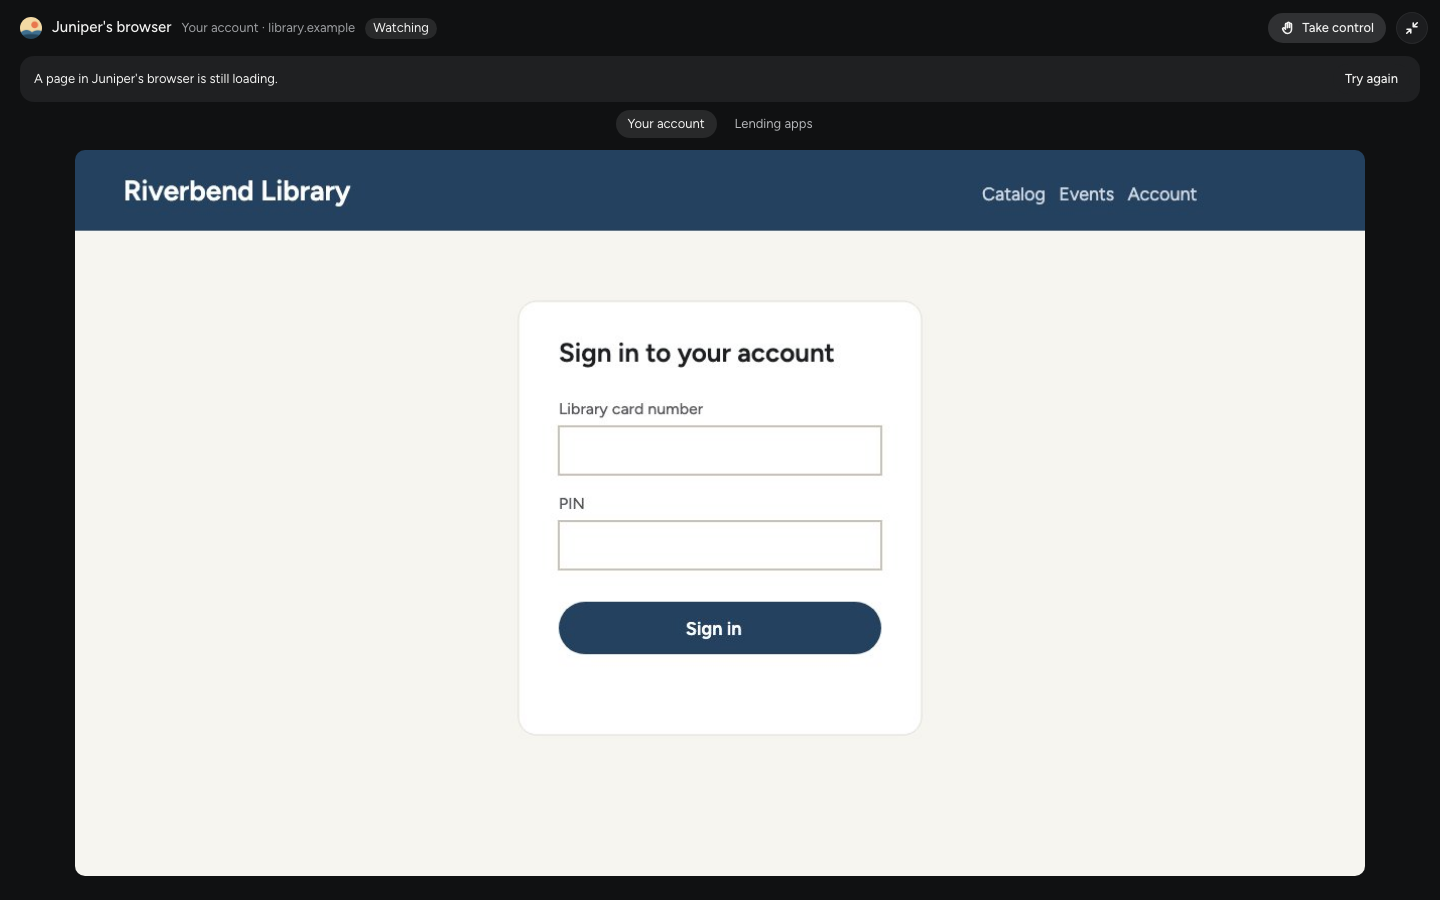 Juniper's browser Your account · library.example Watching Take control
A page in Juniper's browser is still loading. Try again
Your account Lending apps
Riverbend Library Catalog Events Account
Sign in to your account
Library card number
PIN
Sign in